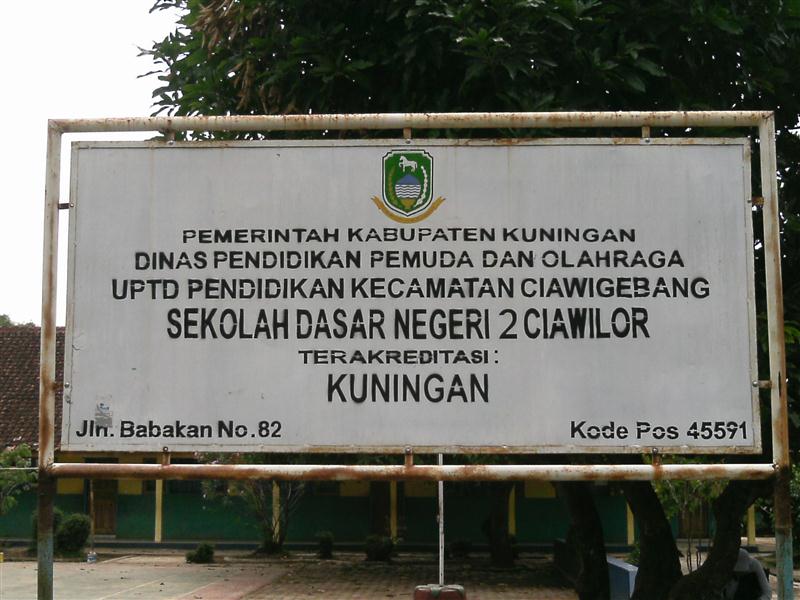 PEMERINTAH KABUPATEN KUNINGAN
DINAS PENDIDIKAN PEMUDA DAN OLAHRAGA
UPTD PENDIDIKAN KECAMATAN CIAWIGEBANG
SEKOLAH DASAR NEGERI 2 CIAWILOR
TERAKREDITASI :
KUNINGAN
Jln. Babakan No. 82
Kode Pos 45591